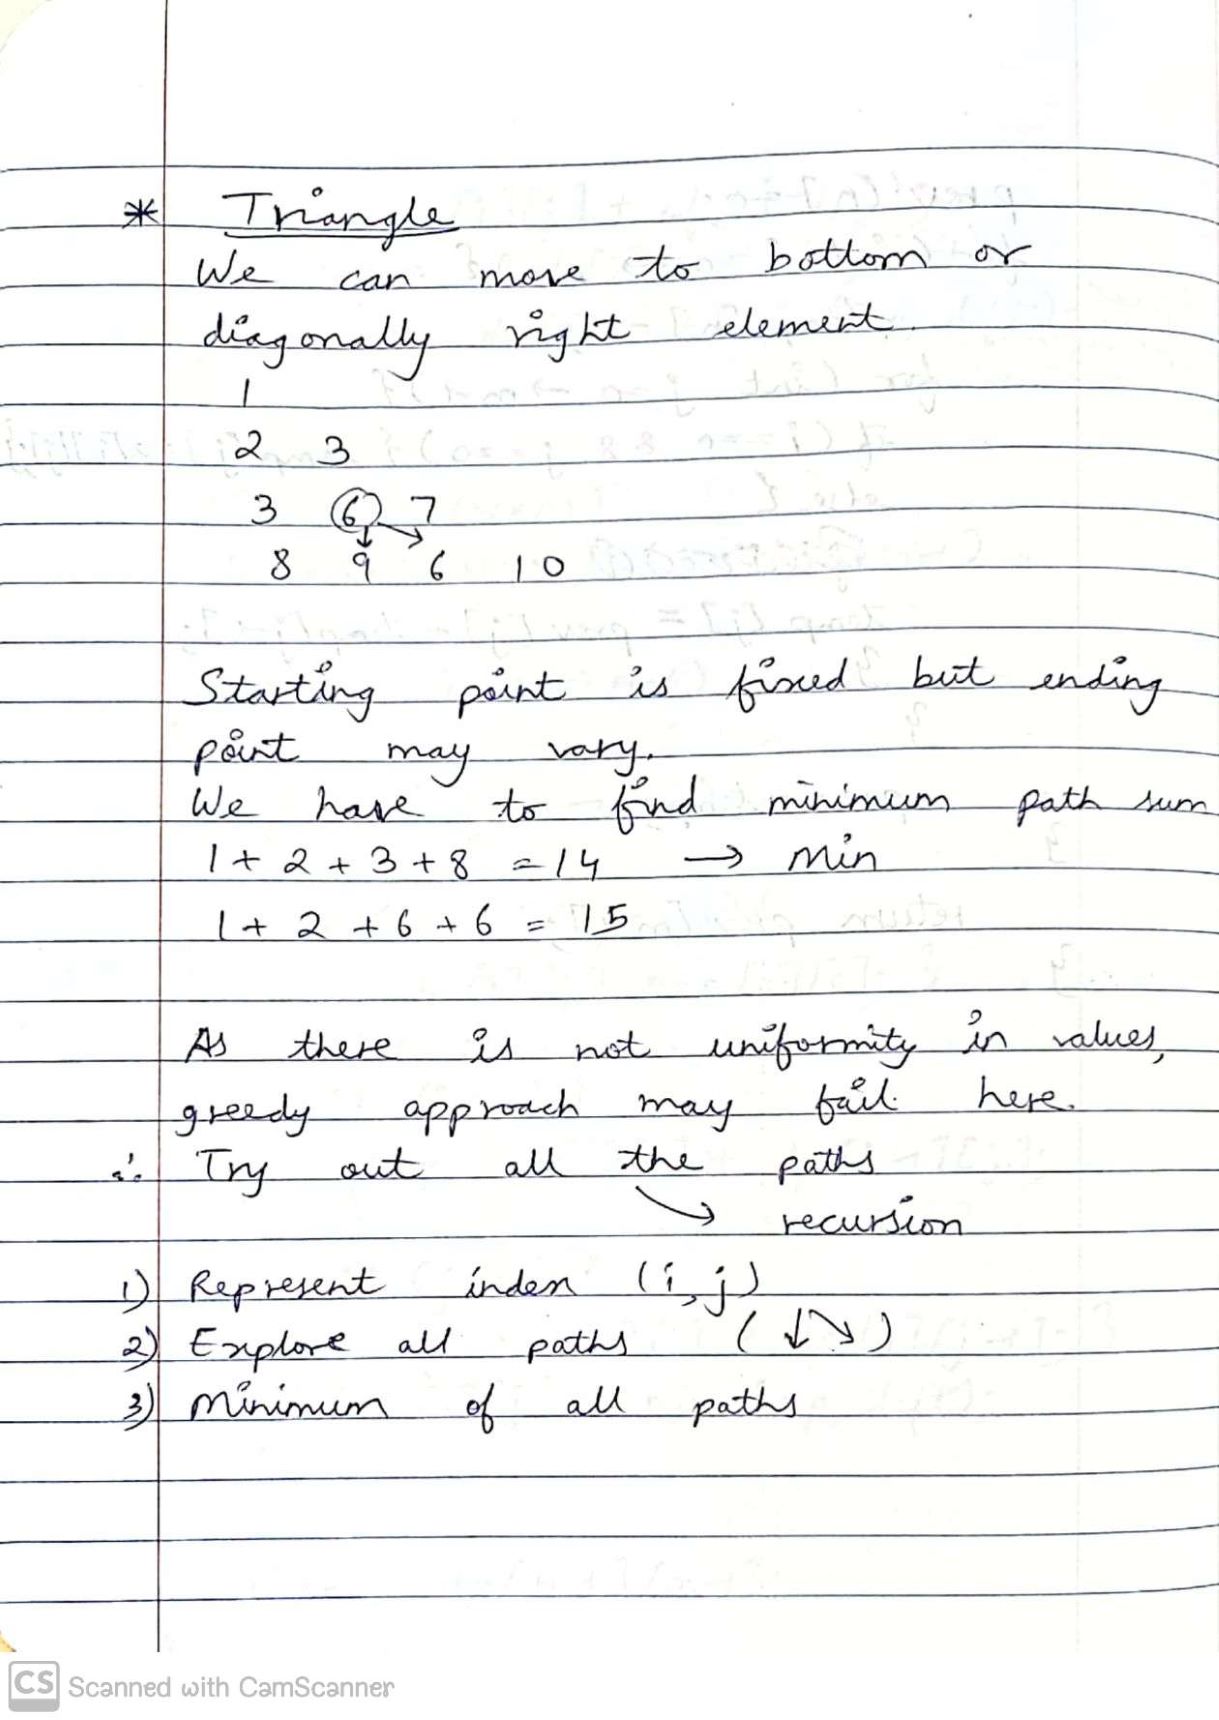 * Triangle
We can move to bottom or
diagonally right element.
1
2 3
3 6 7
8 9 6 10
Starting point is fixed but ending
point may vary.
We have to find minimum path sum
1 + 2 + 3 + 8 = 14 → Min
1 + 2 + 6 + 6 = 15
As there is not uniformity in values,
greedy approach may fail here.
∴ Try out all the paths
→ recursion
1) Represent index (i, j)
2) Explore all paths (↓↘)
3) Minimum of all paths
CS Scanned with CamScanner